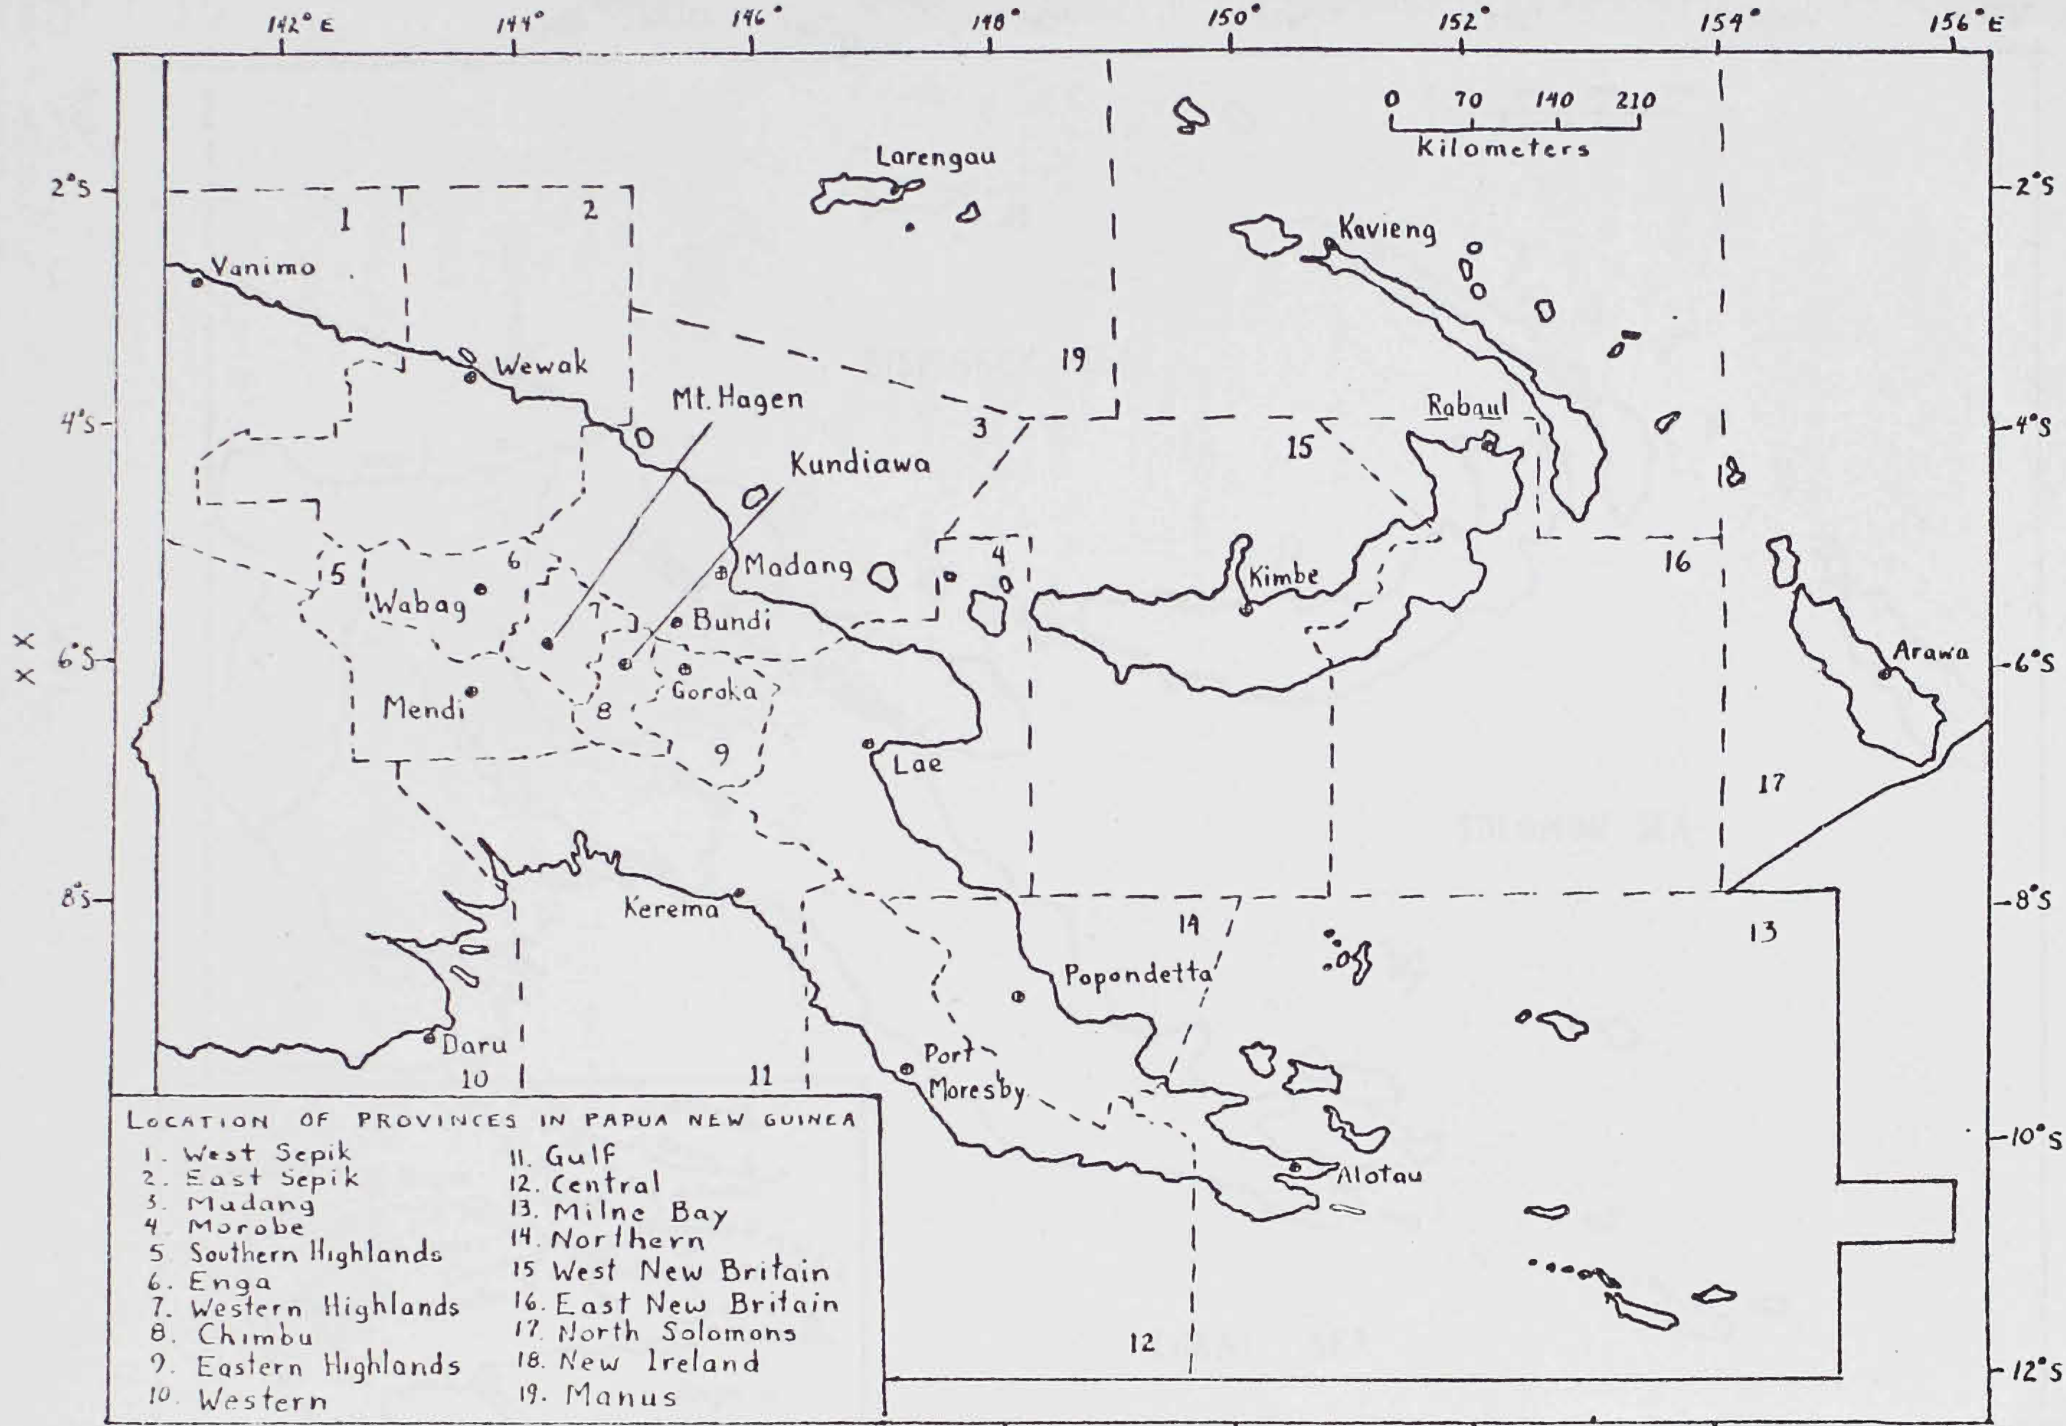 142° E 144° 146° 148° 150° 152° 154° 156° E
0 70 140 210
Kilometers
Larengau
2°S 2°S
1 2
Kavieng
Vanimo
19
Wewak
Mt. Hagen
Rabaul
4°S 3 4°S
15
Kundiawa
18
4
Madang
16
5 6
Kimbe
Wabag
7
Bundi
X
X
6°S 6°S
Arawa
Goroka
Mendi
8
9
Lae
17
8°S 8°S
Kerema
14 13
Popondetta
Daru
Port
Moresby
10 11
10°S
Alotau
12
12°S
LOCATION OF PROVINCES IN PAPUA NEW GUINEA
1. West Sepik
2. East Sepik
3. Madang
4. Morobe
5. Southern Highlands
6. Enga
7. Western Highlands
8. Chimbu
9. Eastern Highlands
10. Western
11. Gulf
12. Central
13. Milne Bay
14. Northern
15 West New Britain
16. East New Britain
17. North Solomons
18. New Ireland
19. Manus